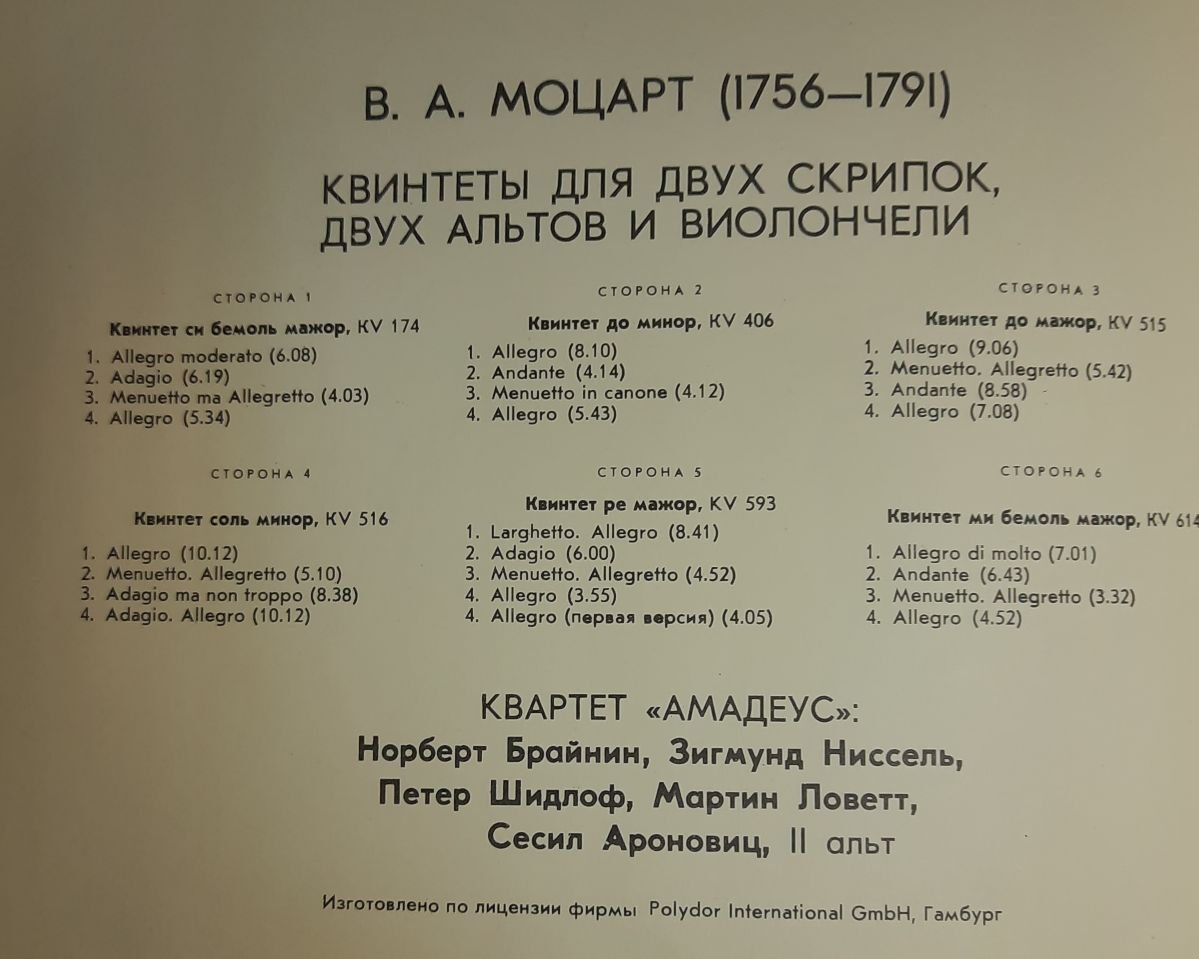 В. А. МОЦАРТ (1756—1791)
КВИНТЕТЫ ДЛЯ ДВУХ СКРИПОК,
ДВУХ АЛЬТОВ И ВИОЛОНЧЕЛИ
СТОРОНА 1
Квинтет си бемоль мажор, KV 174
1. Allegro moderato (6.08)
2. Adagio (6.19)
3. Menuetto ma Allegretto (4.03)
4. Allegro (5.34)
СТОРОНА 2
Квинтет до минор, KV 406
1. Allegro (8.10)
2. Andante (4.14)
3. Menuetto in canone (4.12)
4. Allegro (5.43)
СТОРОНА 3
Квинтет до мажор, KV 515
1. Allegro (9.06)
2. Menuetto. Allegretto (5.42)
3. Andante (8.58)
4. Allegro (7.08)
СТОРОНА 4
Квинтет соль минор, KV 516
1. Allegro (10.12)
2. Menuetto. Allegretto (5.10)
3. Adagio ma non troppo (8.38)
4. Adagio. Allegro (10.12)
СТОРОНА 5
Квинтет ре мажор, KV 593
1. Larghetto. Allegro (8.41)
2. Adagio (6.00)
3. Menuetto. Allegretto (4.52)
4. Allegro (3.55)
4. Allegro (первая версия) (4.05)
СТОРОНА 6
Квинтет ми бемоль мажор, KV 614
1. Allegro di molto (7.01)
2. Andante (6.43)
3. Menuetto. Allegretto (3.32)
4. Allegro (4.52)
КВАРТЕТ «АМАДЕУС»:
Норберт Брайнин, Зигмунд Ниссель,
Петер Шидлоф, Мартин Ловетт,
Сесил Ароновиц, II альт
Изготовлено по лицензии фирмы Polydor International GmbH, Гамбург